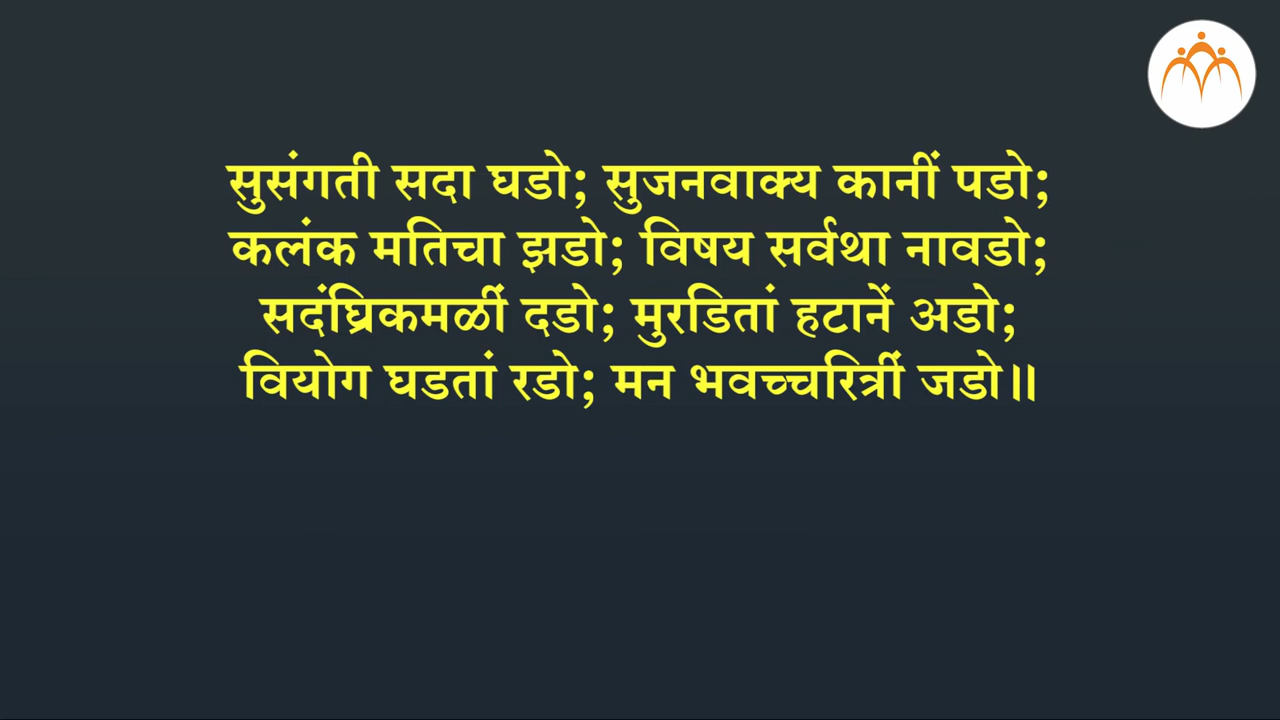 सुसंगती सदा घडो; सुजनवाक्य कानीं पडो;
कलंक मतिचा झडो; विषय सर्वथा नावडो;
सदंघ्रिकमळीं दडो; मुरडितां हटानें अडो;
वियोग घडतां रडो; मन भवच्चरित्रीं जडो॥